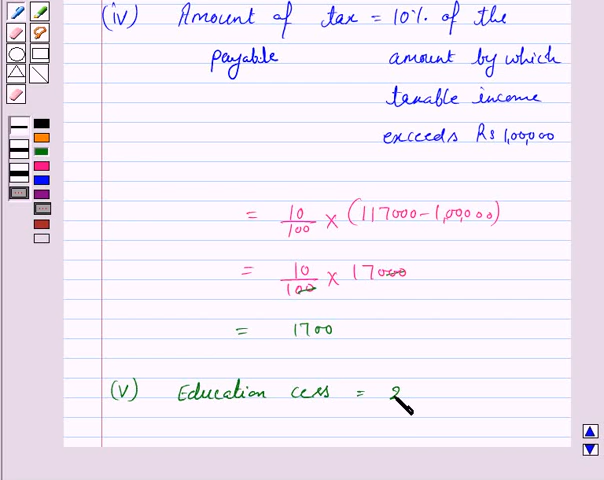 (iv) Amount of tax = 10% of the
payable amount by which
taxable income
exceeds Rs 1,00,000
= 10/100 × (117000 - 1,00,000)
= 10/100 × 17000
= 1700
(v) Education cess = 2